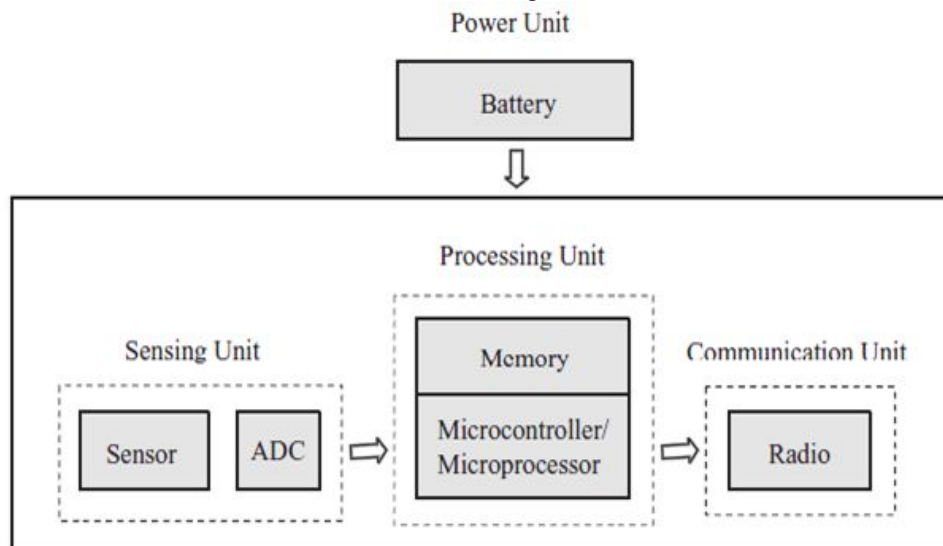 Power Unit
Battery
Processing Unit
Sensing Unit
Communication Unit
Memory
Sensor
ADC
Microcontroller/
Microprocessor
Radio